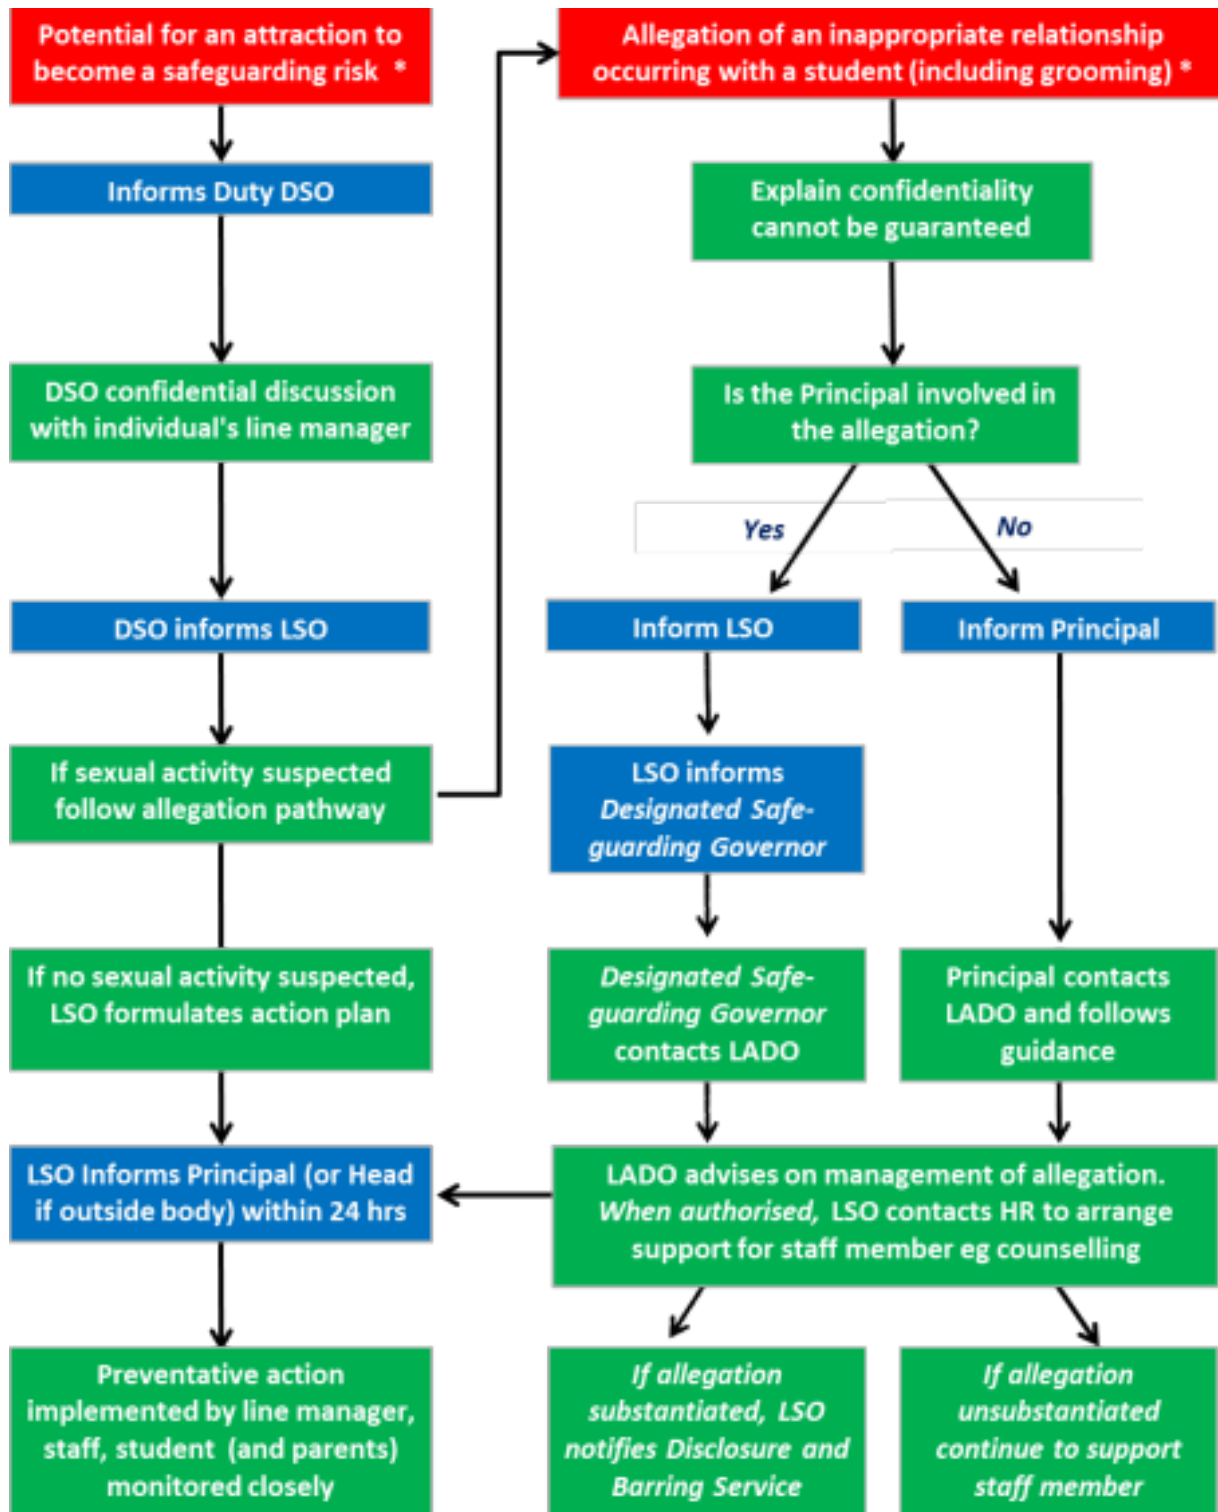 Potential for an attraction to
become a safeguarding risk *
Informs Duty DSO
DSO confidential discussion
with individual's line manager
DSO informs LSO
If sexual activity suspected
follow allegation pathway
If no sexual activity suspected,
LSO formulates action plan
LSO Informs Principal (or Head
if outside body) within 24 hrs
Preventative action
implemented by line manager,
staff, student (and parents)
monitored closely
Allegation of an inappropriate relationship
occurring with a student (including grooming) *
Explain confidentiality
cannot be guaranteed
Is the Principal involved in
the allegation?
Yes
No
Inform LSO
LSO informs
Designated Safe-
guarding Governor
Designated Safe-
guarding Governor
contacts LADO
Inform Principal
Principal contacts
LADO and follows
guidance
LADO advises on management of allegation.
When authorised, LSO contacts HR to arrange
support for staff member eg counselling
If allegation
substantiated, LSO
notifies Disclosure and
Barring Service
If allegation
unsubstantiated
continue to support
staff member